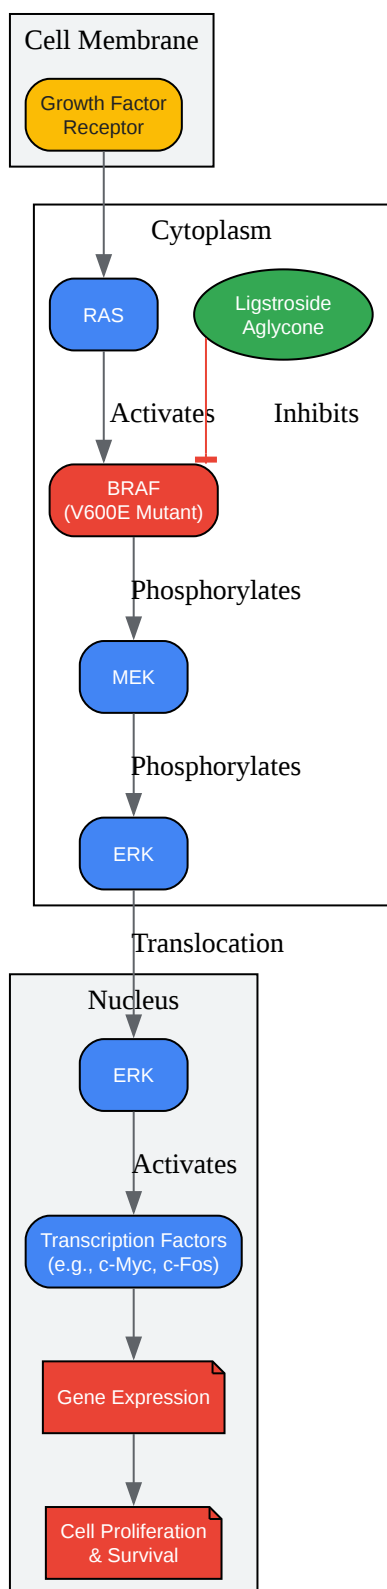 Cell Membrane
Growth Factor
Receptor
Cytoplasm
RAS
Ligstroside
Aglycone
Activates
Inhibits
BRAF
(V600E Mutant)
Phosphorylates
MEK
Phosphorylates
ERK
Translocation
Nucleus
ERK
Activates
Transcription Factors
(e.g., c-Myc, c-Fos)
Gene Expression
Cell Proliferation
& Survival